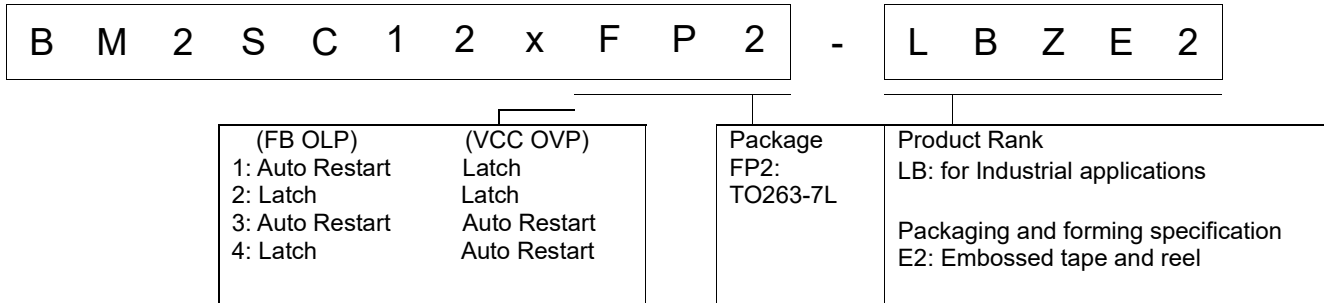 B M 2 S C 1 2 x F P 2 - L B Z E 2
(FB OLP) (VCC OVP)
1: Auto Restart Latch
2: Latch Latch
3: Auto Restart Auto Restart
4: Latch Auto Restart
Package
FP2:
TO263-7L
Product Rank
LB: for Industrial applications
Packaging and forming specification
E2: Embossed tape and reel